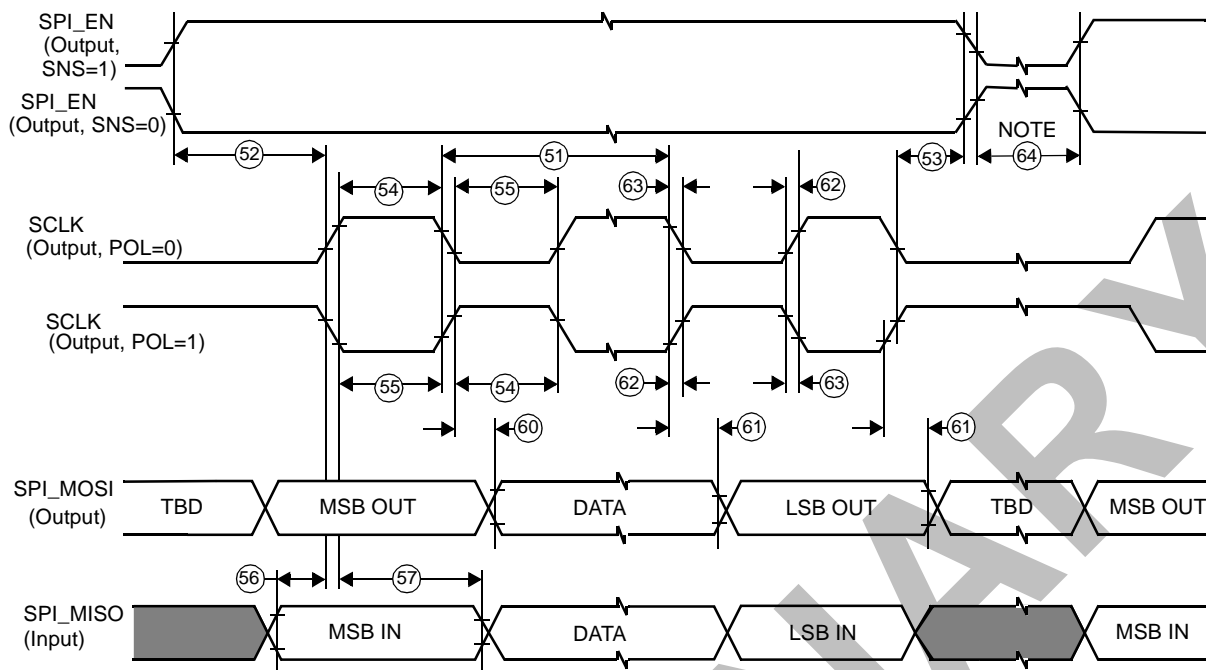 SPI_EN
(Output,
SNS=1)
SPI_EN
(Output, SNS=0)
NOTE
52
51
53
64
54
55
63
62
SCLK
(Output, POL=0)
SCLK
(Output, POL=1)
55
54
62
63
60
61
61
SPI_MOSI
(Output)
TBD
MSB OUT
DATA
LSB OUT
TBD
MSB OUT
56
57
SPI_MISO
(Input)
MSB IN
DATA
LSB IN
MSB IN
NARY